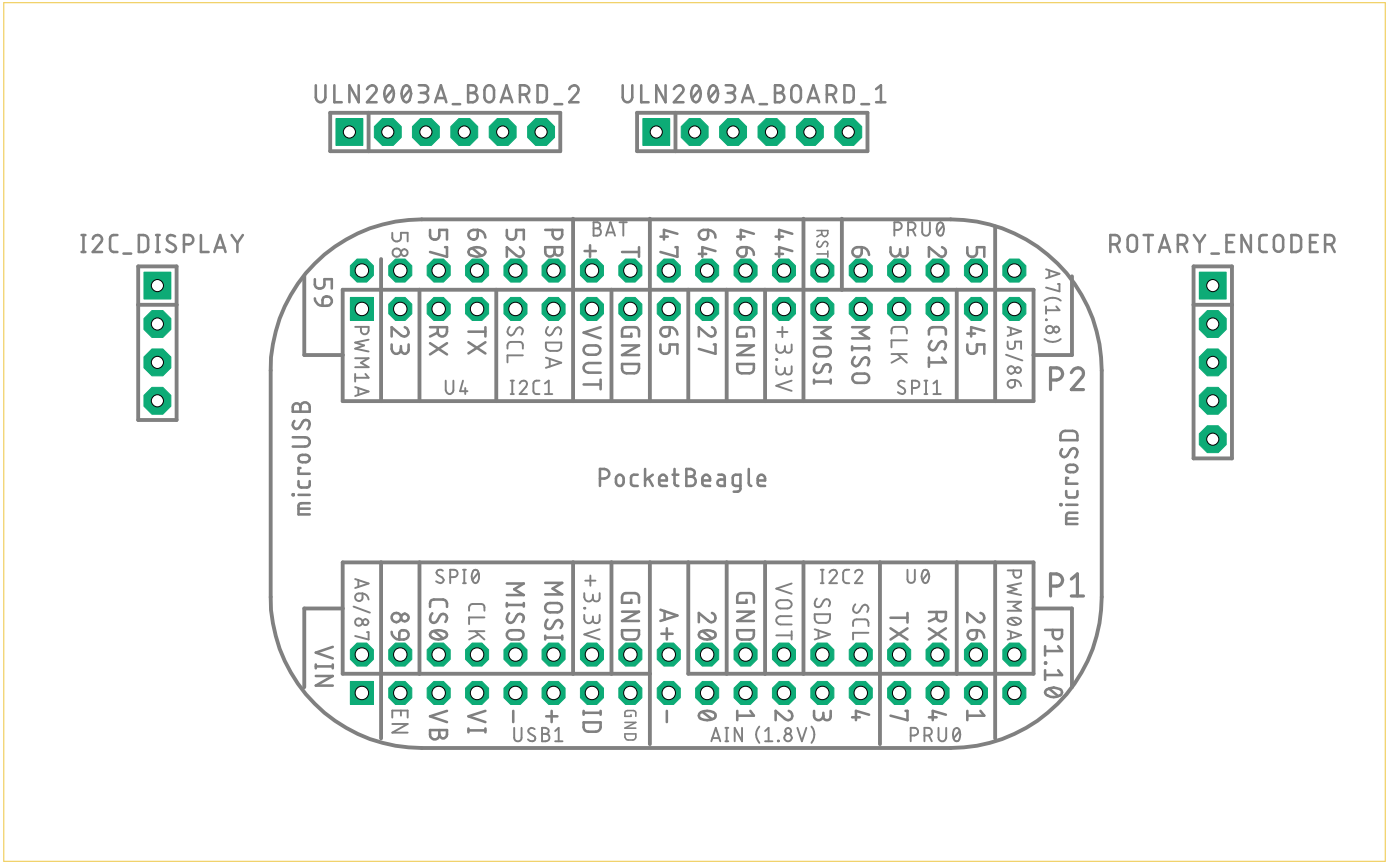 ULN2003A_BOARD_2 ULN2003A_BOARD_1
I2C_DISPLAY
ROTARY_ENCODER
58 57 60 52 PB BAT + T 47 64 46 44 RST 6 3 PRU0 2 5
59
A7(1.8)
PWM1A 23 RX TX SCL SDA VOUT GND 65 27 GND +3.3V MOSI MISO CLK CS1 45 A5/86
U4 I2C1 SPI1
P2
microUSB
microSD
PocketBeagle
SPI0 I2C2 U0
P1
A6/87 89 CS0 CLK MISO MOSI +3.3V GND A+ 20 GND VOUT SDA SCL TX RX 26 PWM0A
VIN
P1.10
EN VB VI - + ID GND - 0 1 2 3 4 7 4 1
USB1 AIN (1.8V) PRU0